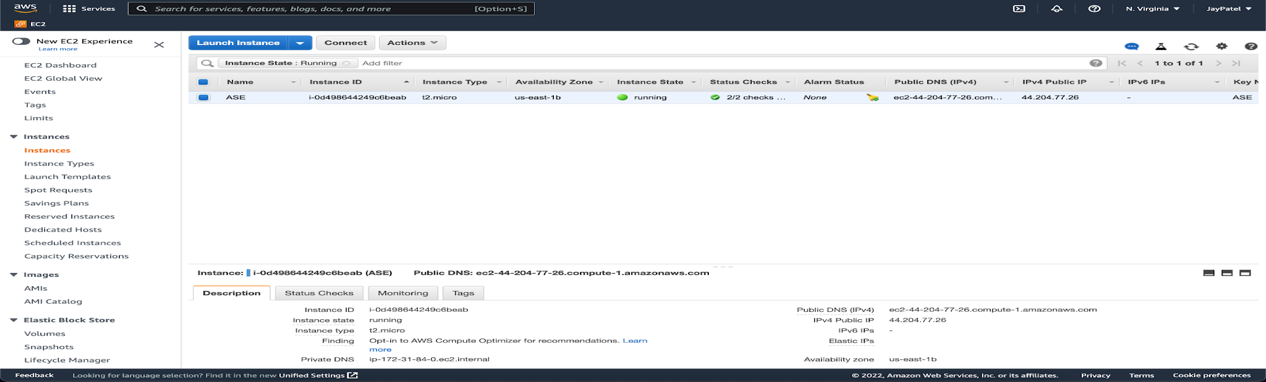 aws Services Search for services, features, blogs, docs, and more [Option+S] N. Virginia JayPatel
EC2
New EC2 Experience
Learn more
EC2 Dashboard
EC2 Global View
Events
Tags
Limits
Instances
Instances
Instance Types
Launch Templates
Spot Requests
Savings Plans
Reserved Instances
Dedicated Hosts
Scheduled Instances
Capacity Reservations
Images
AMIs
AMI Catalog
Elastic Block Store
Volumes
Snapshots
Lifecycle Manager
Launch Instance Connect Actions
Instance State : Running Add filter 1 to 1 of 1
Name Instance ID Instance Type Availability Zone Instance State Status Checks Alarm Status Public DNS (IPv4) IPv4 Public IP IPv6 IPs Key N
ASE i-0d498644249c6beab t2.micro us-east-1b running 2/2 checks ... None ec2-44-204-77-26.com... 44.204.77.26 - ASE
Instance: i-0d498644249c6beab (ASE) Public DNS: ec2-44-204-77-26.compute-1.amazonaws.com
Description Status Checks Monitoring Tags
Instance ID i-0d498644249c6beab Public DNS (IPv4) ec2-44-204-77-26.compute-1.amazonaws.com
Instance state running IPv4 Public IP 44.204.77.26
Instance type t2.micro IPv6 IPs -
Finding Opt-in to AWS Compute Optimizer for recommendations. Learn Elastic IPs
more
Private DNS ip-172-31-84-0.ec2.internal Availability zone us-east-1b
Feedback Looking for language selection? Find it in the new Unified Settings © 2022, Amazon Web Services, Inc. or its affiliates. Privacy Terms Cookie preferences